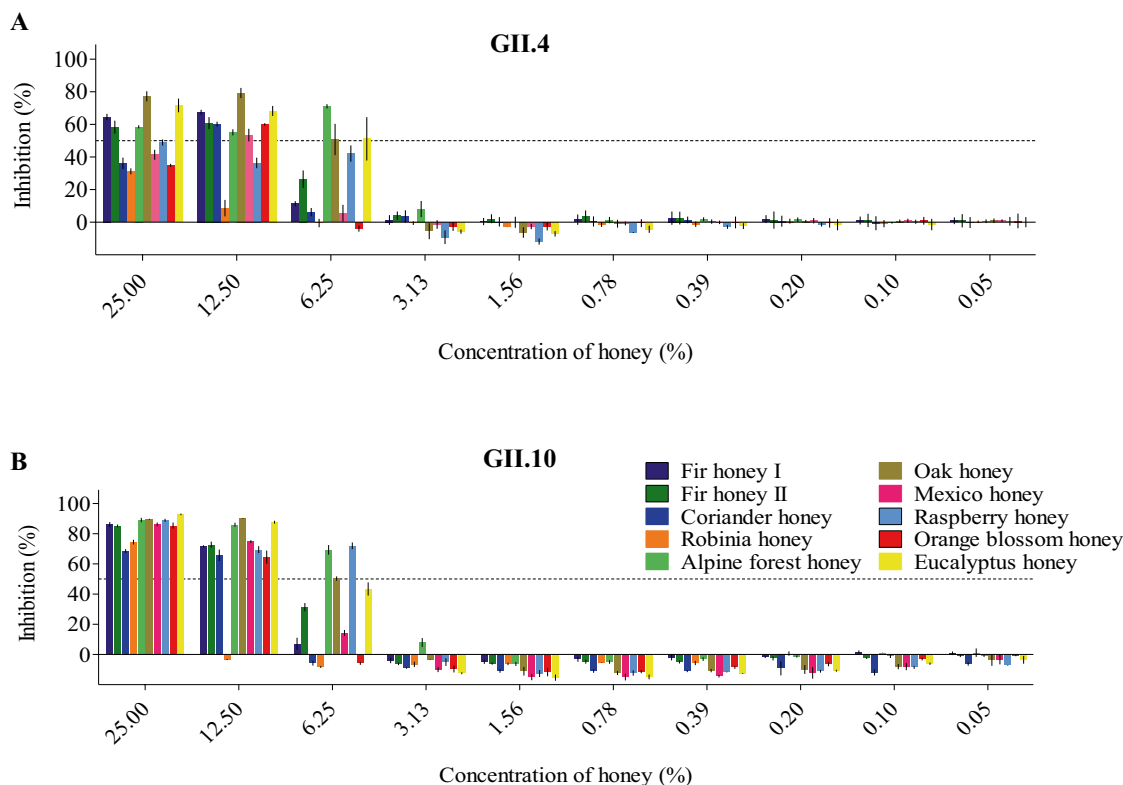 A
GII.4
Inhibition (%)
100
80
60
40
20
0
25.00
12.50
6.25
3.13
1.56
0.78
0.39
0.20
0.10
0.05
Concentration of honey (%)
B
GII.10
Fir honey I
Fir honey II
Coriander honey
Robinia honey
Alpine forest honey
Oak honey
Mexico honey
Raspberry honey
Orange blossom honey
Eucalyptus honey
Inhibition (%)
100
80
60
40
20
0
25.00
12.50
6.25
3.13
1.56
0.78
0.39
0.20
0.10
0.05
Concentration of honey (%)